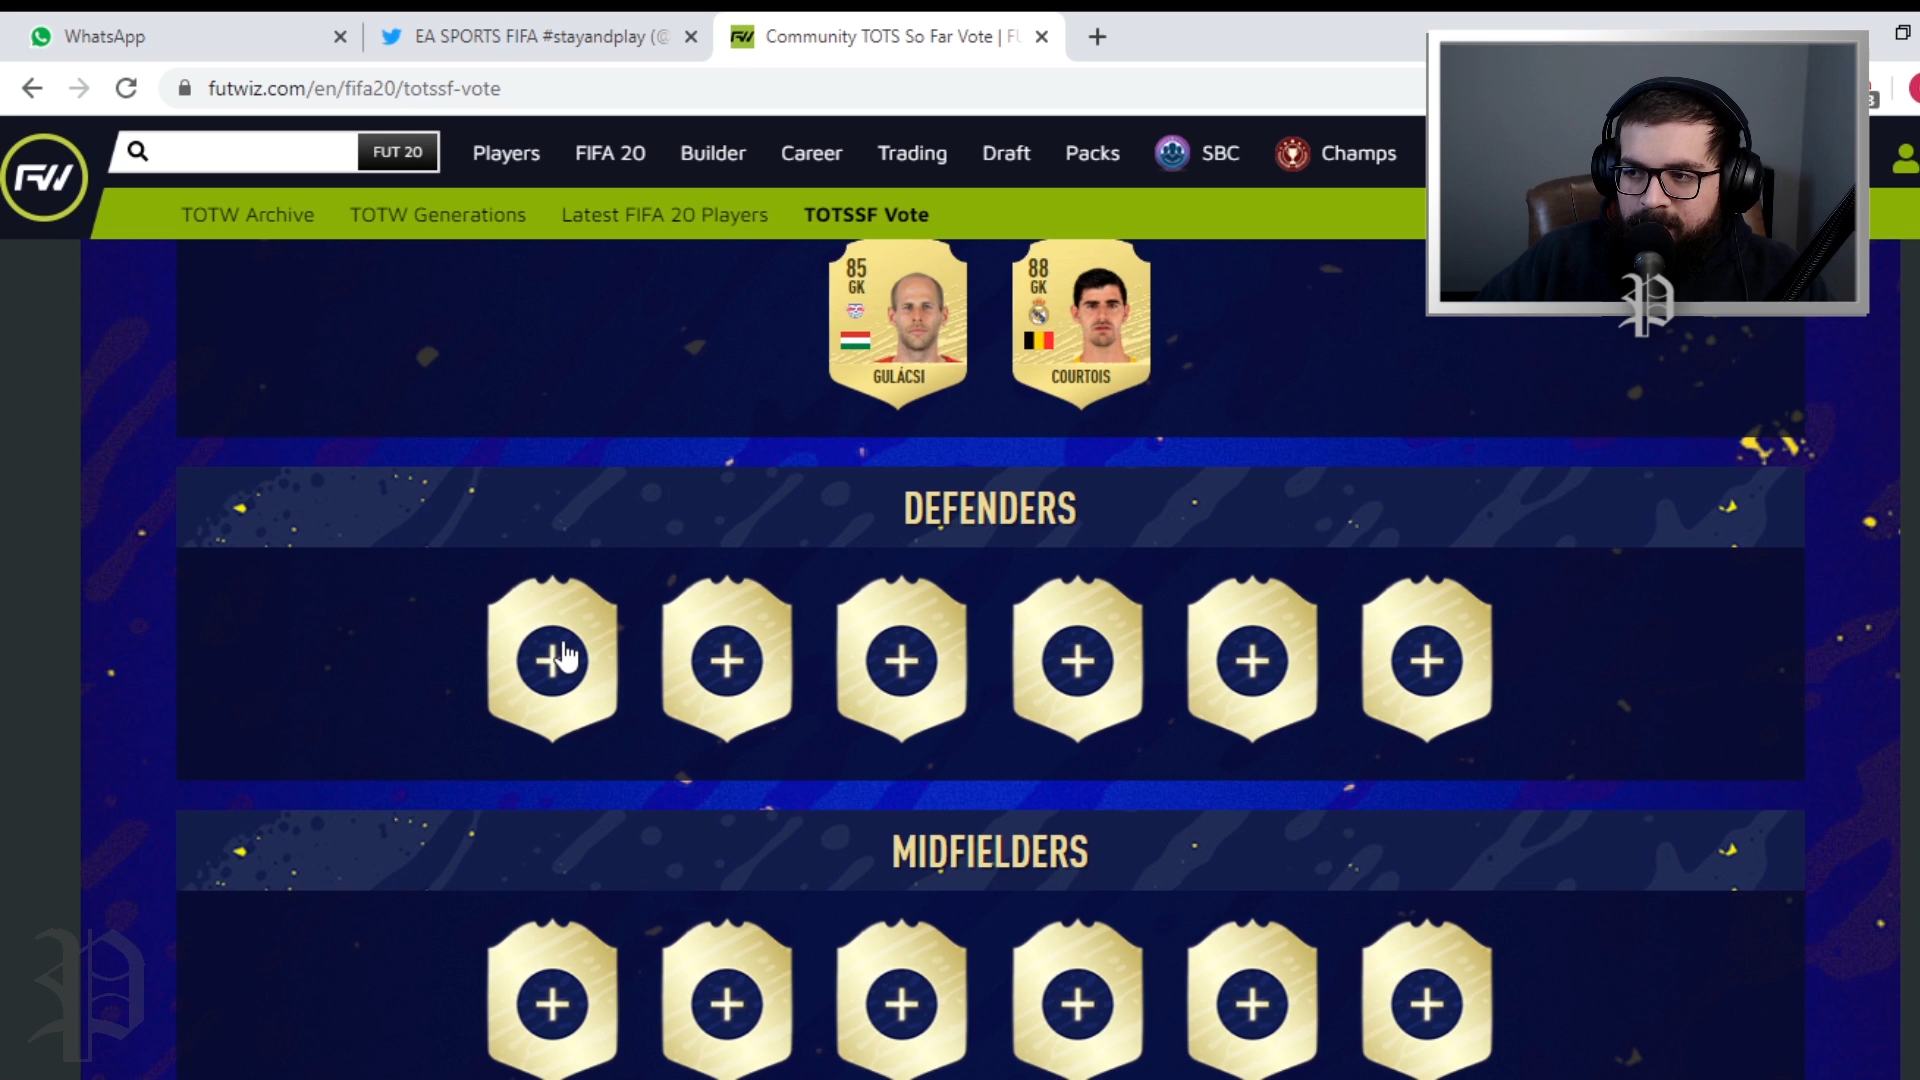 WhatsApp
EA SPORTS FIFA #stayandplay (@
Community TOTS So Far Vote | FU
futwiz.com/en/fifa20/totssf-vote
FW
FUT 20
Players
FIFA 20
Builder
Career
Trading
Draft
Packs
SBC
Champs
TOTW Archive
TOTW Generations
Latest FIFA 20 Players
TOTSSF Vote
85
GK
GULÁCSI
88
GK
COURTOIS
DEFENDERS
MIDFIELDERS
P
P